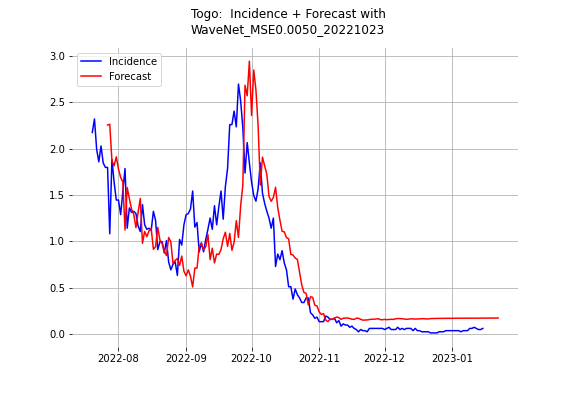 Togo:  Incidence + Forecast with
WaveNet_MSE0.0050_20221023
Incidence
Forecast
3.0
2.5
2.0
1.5
1.0
0.5
0.0
2022-08 2022-09 2022-10 2022-11 2022-12 2023-01